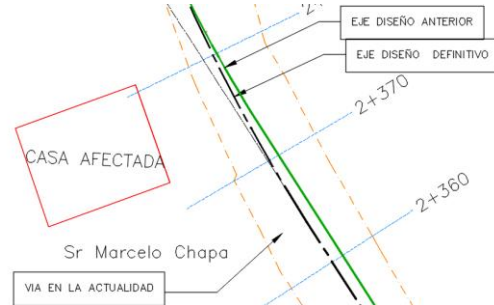 EJE DISEÑO ANTERIOR
EJE DISEÑO DEFINITIVO
2+370
CASA AFECTADA
2+360
Sr Marcelo Chapa
VIA EN LA ACTUALIDAD